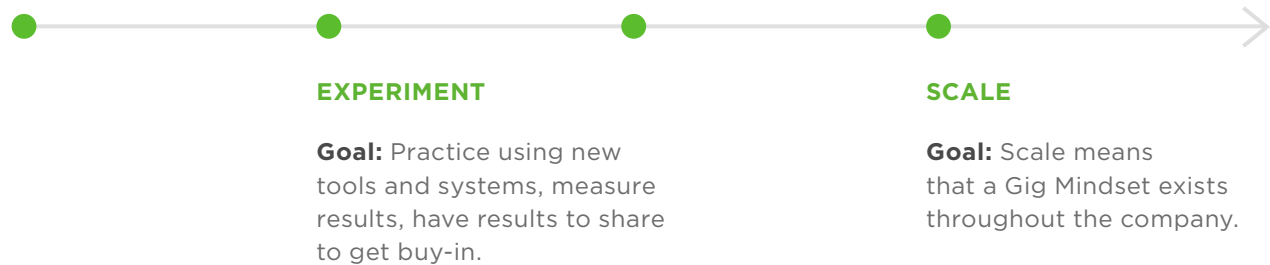 EXPERIMENT
Goal: Practice using new
tools and systems, measure
results, have results to share
to get buy-in.
SCALE
Goal: Scale means
that a Gig Mindset exists
throughout the company.